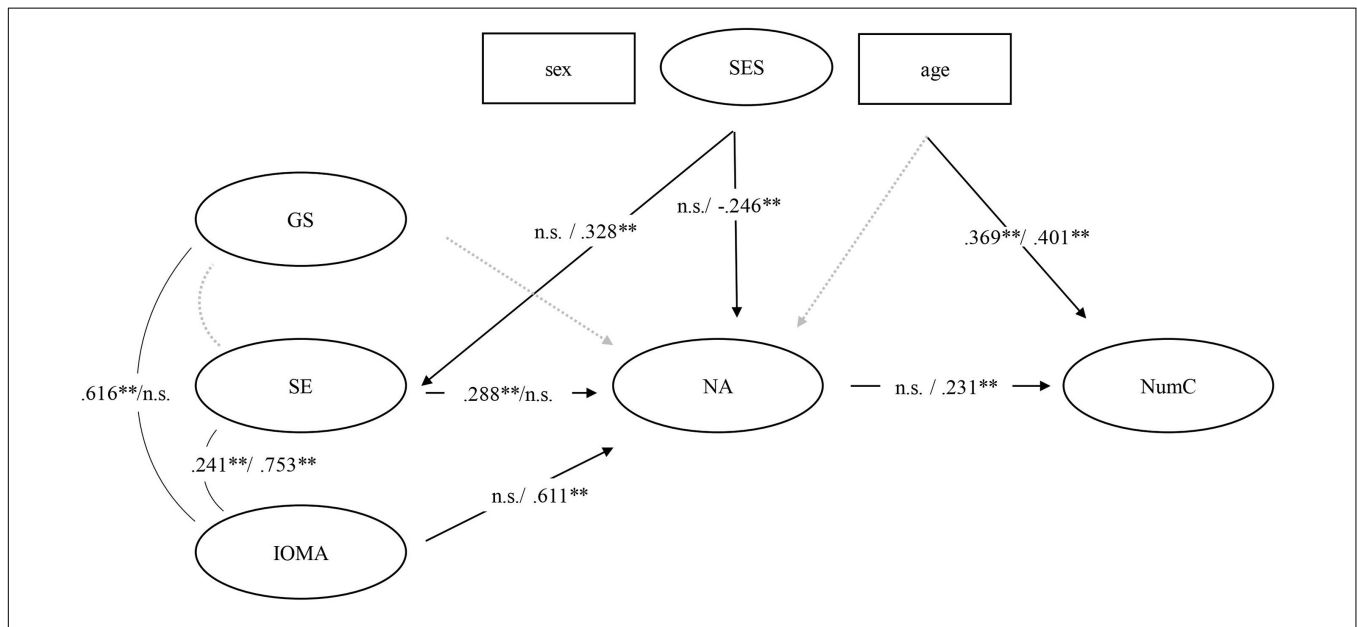 sex
SES
age
GS
n.s./ -.246**
n.s. / .328**
.369**/ .401**
.616**/n.s.
SE
.288**/n.s.
NA
n.s. / .231**
NumC
.241**/ .753**
n.s./ .611**
IOMA